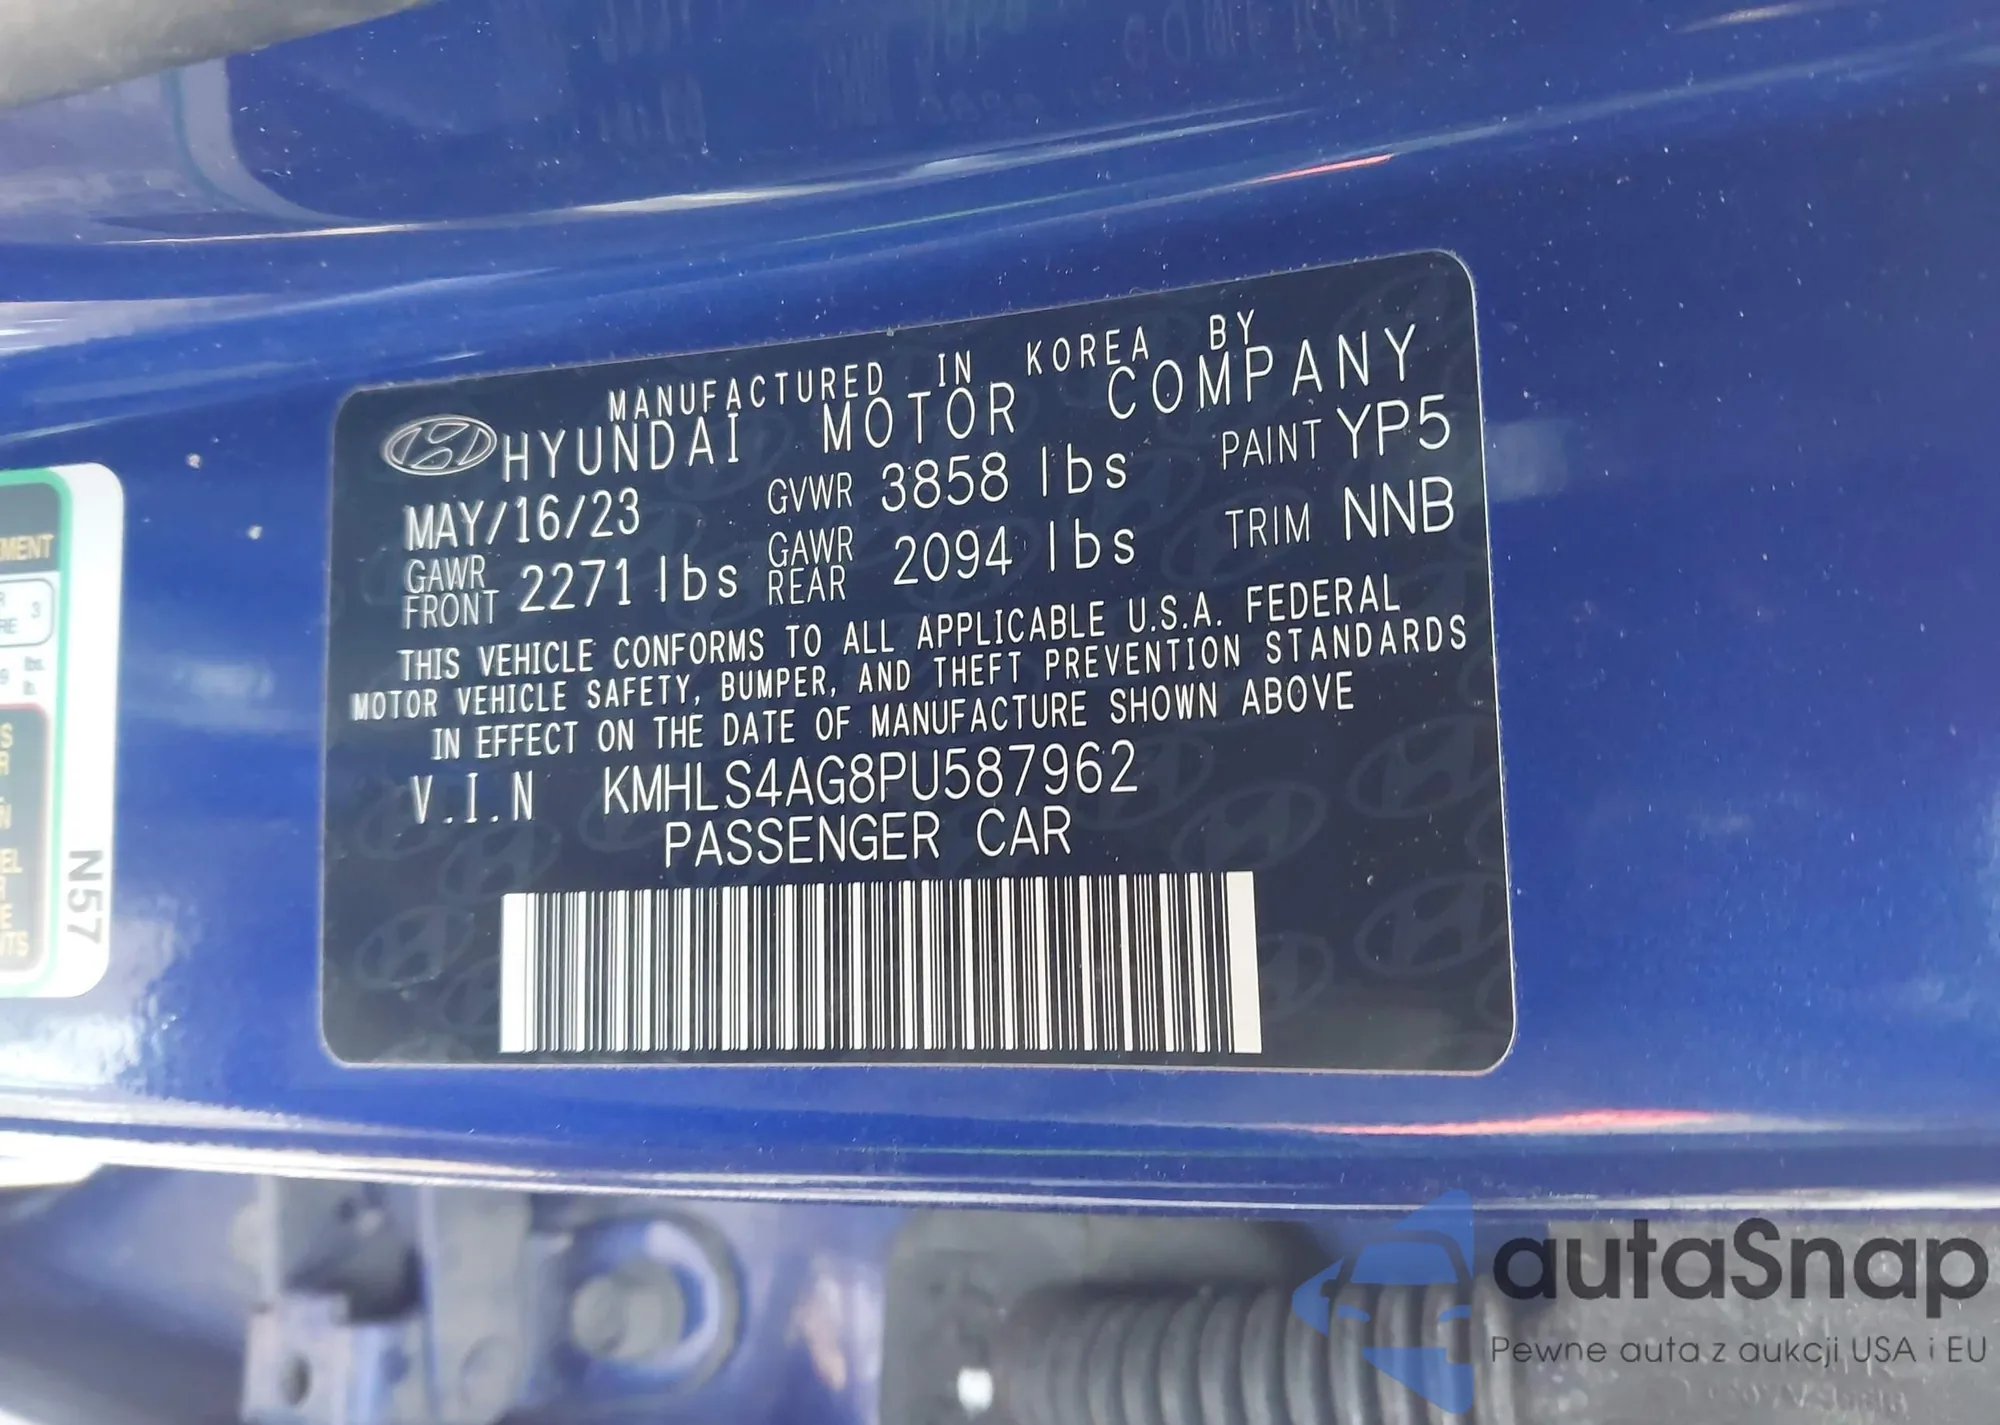 MANUFACTURED IN KOREA BY
HYUNDAI MOTOR COMPANY
MAY/16/23 GVWR 3858 lbs PAINT YP5
GAWR FRONT 2271 lbs GAWR REAR 2094 lbs TRIM NNB
THIS VEHICLE CONFORMS TO ALL APPLICABLE U.S.A. FEDERAL
MOTOR VEHICLE SAFETY, BUMPER, AND THEFT PREVENTION STANDARDS
IN EFFECT ON THE DATE OF MANUFACTURE SHOWN ABOVE
V.I.N KMHLS4AG8PU587962
PASSENGER CAR
N57
3
lbs.
lb.
autaSnap
Pewne auta z aukcji USA i EU